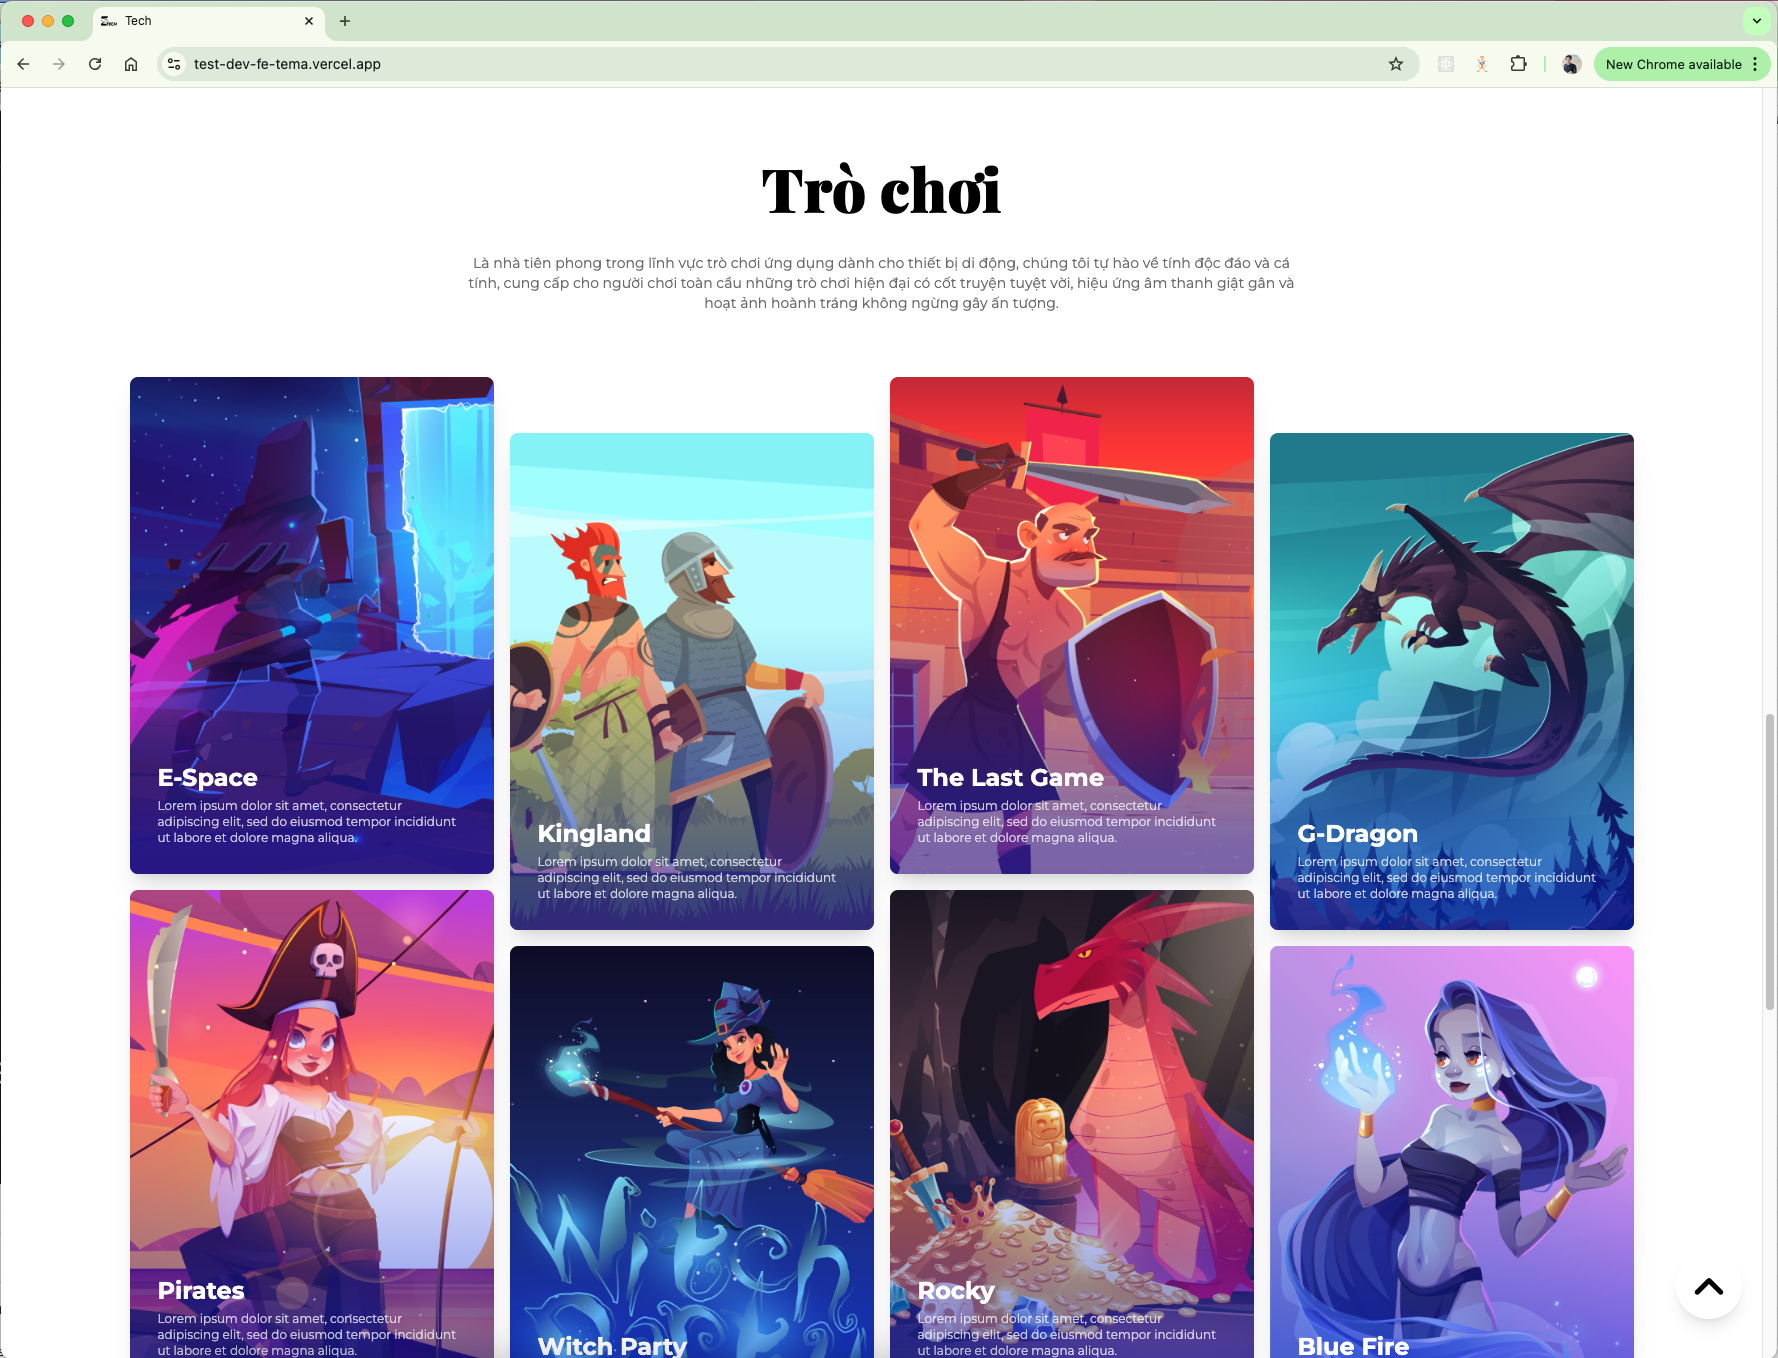 Tech
test-dev-fe-tema.vercel.app
New Chrome available
Trò chơi
Là nhà tiên phong trong lĩnh vực trò chơi ứng dụng dành cho thiết bị di động, chúng tôi tự hào về tính độc đáo và cá
tính, cung cấp cho người chơi toàn cầu những trò chơi hiện đại có cốt truyện tuyệt vời, hiệu ứng âm thanh giật gân và
hoạt ảnh hoành tráng không ngừng gây ấn tượng.
E-Space
Lorem ipsum dolor sit amet, consectetur
adipiscing elit, sed do eiusmod tempor incididunt
ut labore et dolore magna aliqua.
Kingland
Lorem ipsum dolor sit amet, consectetur
adipiscing elit, sed do eiusmod tempor incididunt
ut labore et dolore magna aliqua.
The Last Game
Lorem ipsum dolor sit amet, consectetur
adipiscing elit, sed do eiusmod tempor incididunt
ut labore et dolore magna aliqua.
G-Dragon
Lorem ipsum dolor sit amet, consectetur
adipiscing elit, sed do eiusmod tempor incididunt
ut labore et dolore magna aliqua.
Pirates
Lorem ipsum dolor sit amet, consectetur
adipiscing elit, sed do eiusmod tempor incididunt
ut labore et dolore magna aliqua.
Witch
Witch Party
Rocky
Lorem ipsum dolor sit amet, consectetur
adipiscing elit, sed do eiusmod tempor incididunt
ut labore et dolore magna aliqua.
Blue Fire